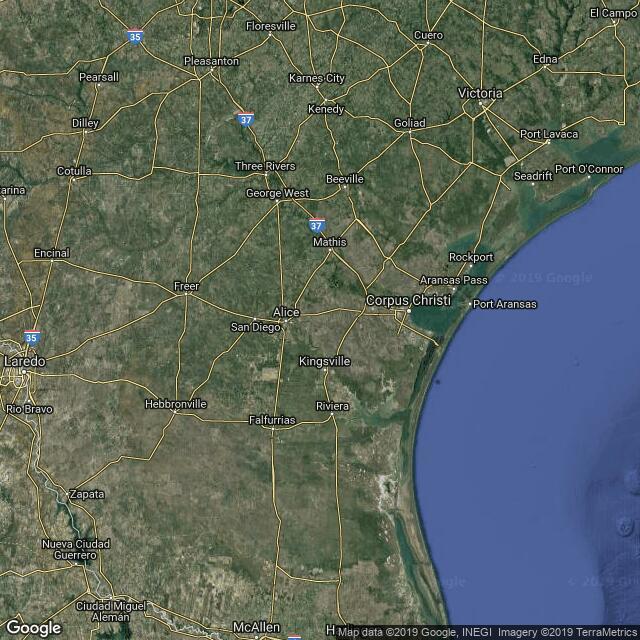 El Campo
Floresville
Cuero
35
Edna
Pleasanton
Pearsall
Karnes City
Victoria
Kenedy
37
Dilley
Goliad
Port Lavaca
Three Rivers
Cotulla
Port O'Connor
Beeville
Seadrift
arina
George West
37
Mathis
Encinal
Rockport
© 2019 Google
Aransas Pass
Freer
Corpus Christi
Port Aransas
Alice
San Diego
35
Laredo
Kingsville
Rio Bravo
Hebbronville
Riviera
Falfurrias
Zapata
Nueva Ciudad
Guerrero
Google
© 2019 Google
Ciudad Miguel
Alemán
McAllen
Google
Map data ©2019 Google, INEGI Imagery ©2019 TerraMetrics